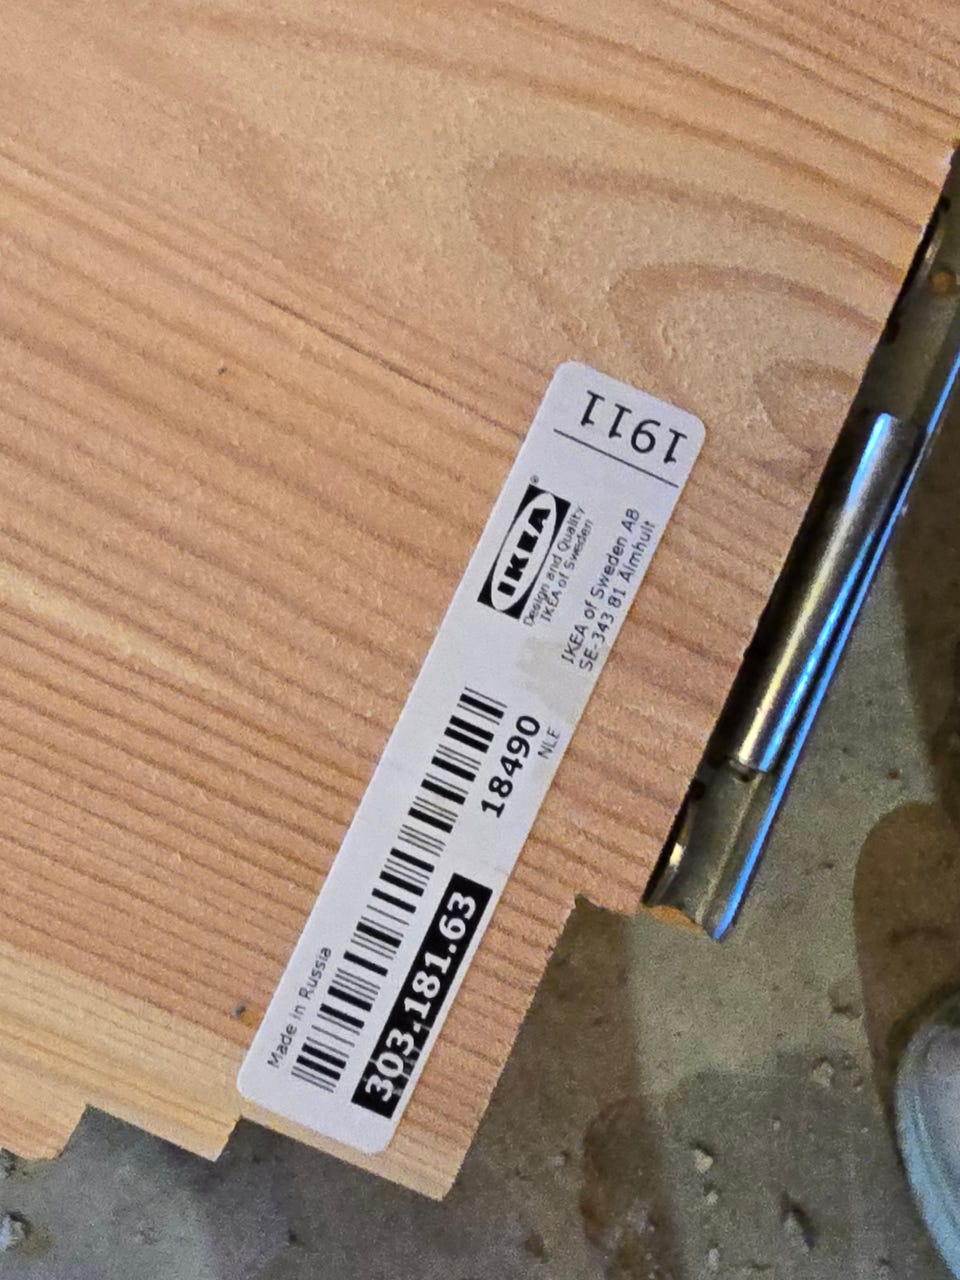 1911
IKEA®
Design and Quality
IKEA of Sweden
IKEA of Sweden AB
SE-343 81 Älmhult
18490
NLE
303.181.63
Made in Russia